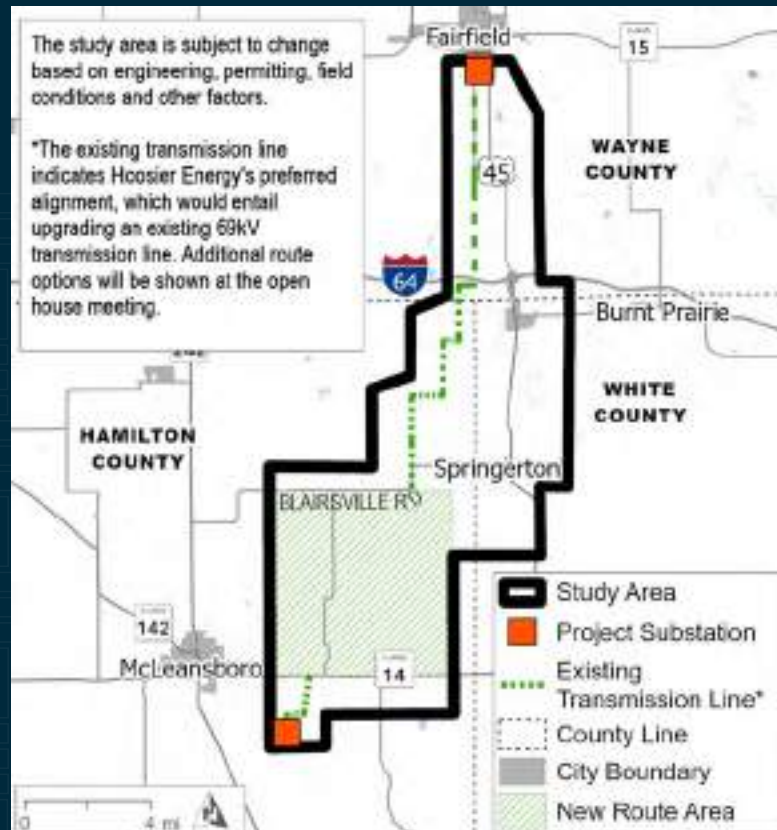 The study area is subject to change
based on engineering, permitting, field
conditions and other factors.
*The existing transmission line
indicates Hoosier Energy's preferred
alignment, which would entail
upgrading an existing 69kV
transmission line. Additional route
options will be shown at the open
house meeting.
Fairfield
15
WAYNE
COUNTY
45
64
Burnt Prairie
242
HAMILTON
COUNTY
WHITE
COUNTY
Springerton
BLAIRSVILLE RD
142
McLeansboro
14
Study Area
Project Substation
Existing
Transmission Line*
County Line
City Boundary
New Route Area
0 4 mi